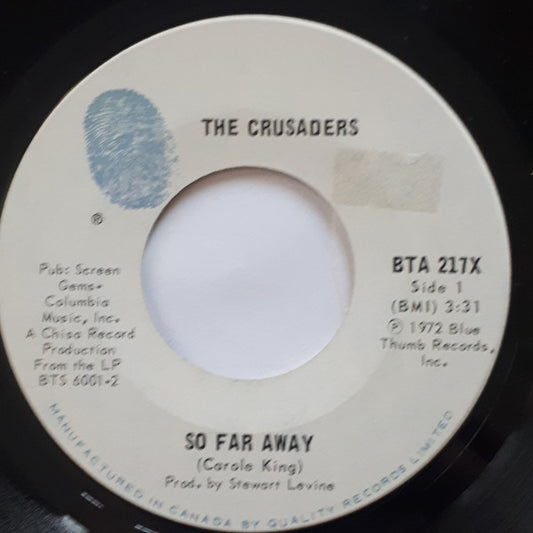 THE CRUSADERS
®
Pub: Screen
Gems-
Columbia
Music, Inc.
A Chisa Record
Production
From the LP
BTS 6001-2
BTA 217X
Side 1
(BMI) 3:31
℗ 1972 Blue
Thumb Records,
Inc.
SO FAR AWAY
(Carole King)
Prod. by Stewart Levine
MANUFACTURED IN CANADA BY QUALITY RECORDS LIMITED